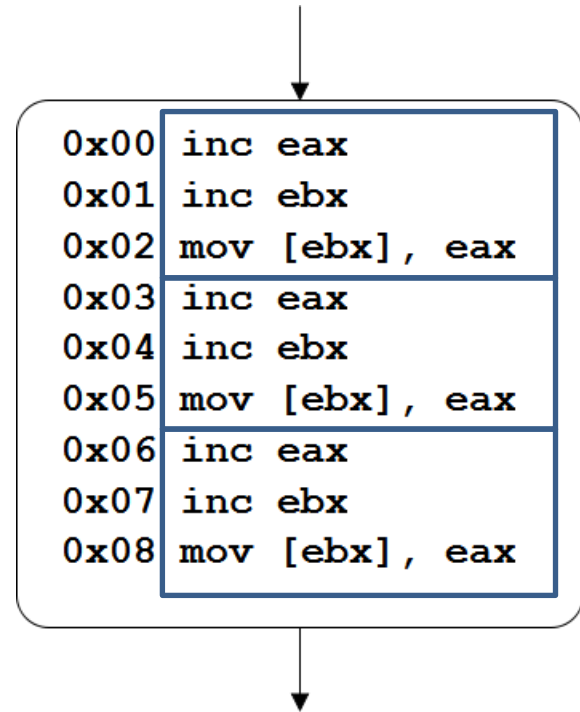 0x00 inc eax
0x01 inc ebx
0x02 mov [ebx], eax
0x03 inc eax
0x04 inc ebx
0x05 mov [ebx], eax
0x06 inc eax
0x07 inc ebx
0x08 mov [ebx], eax